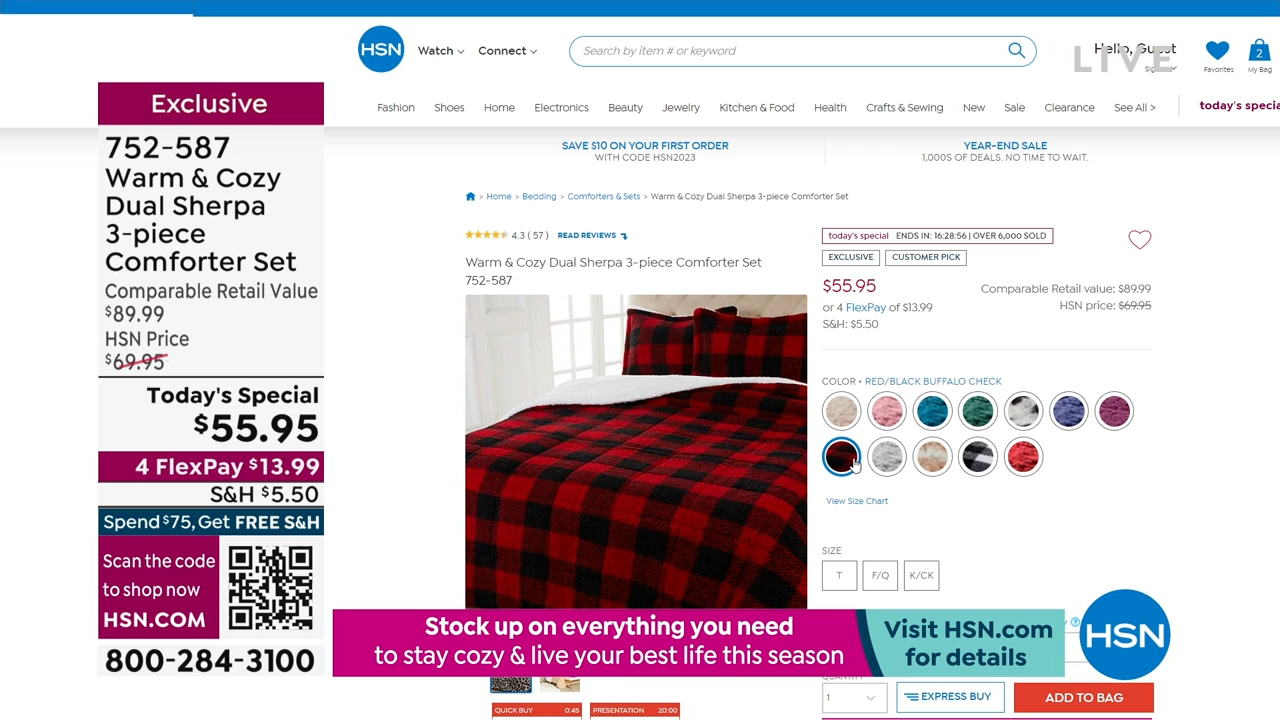 HSN
Watch
Connect
Search by item # or keyword
Hello, Guest
LIVE
Favorites
2
My Bag
Fashion
Shoes
Home
Electronics
Beauty
Jewelry
Kitchen & Food
Health
Crafts & Sewing
New
Sale
Clearance
See All >
today's specia
SAVE $10 ON YOUR FIRST ORDER
WITH CODE HSN2023
YEAR-END SALE
1,000S OF DEALS. NO TIME TO WAIT.
Exclusive
752-587
Warm & Cozy
Dual Sherpa
3-piece
Comforter Set
Comparable Retail Value
$89.99
HSN Price
$69.95
Today's Special
$55.95
4 FlexPay $13.99
S&H $5.50
Spend $75, Get FREE S&H
Scan the code
to shop now
HSN.COM
800-284-3100
> Home > Bedding > Comforters & Sets > Warm & Cozy Dual Sherpa 3-piece Comforter Set
4.3 ( 57 ) READ REVIEWS
Warm & Cozy Dual Sherpa 3-piece Comforter Set
752-587
today's special ENDS IN: 16:28:56 | OVER 6,000 SOLD
EXCLUSIVE
CUSTOMER PICK
$55.95
or 4 FlexPay of $13.99
S&H: $5.50
Comparable Retail value: $89.99
HSN price: $69.95
COLOR • RED/BLACK BUFFALO CHECK
View Size Chart
SIZE
T
F/Q
K/CK
Stock up on everything you need
to stay cozy & live your best life this season
Visit HSN.com
for details
HSN
1
EXPRESS BUY
ADD TO BAG
QUICK BUY 0:45
PRESENTATION 20:00